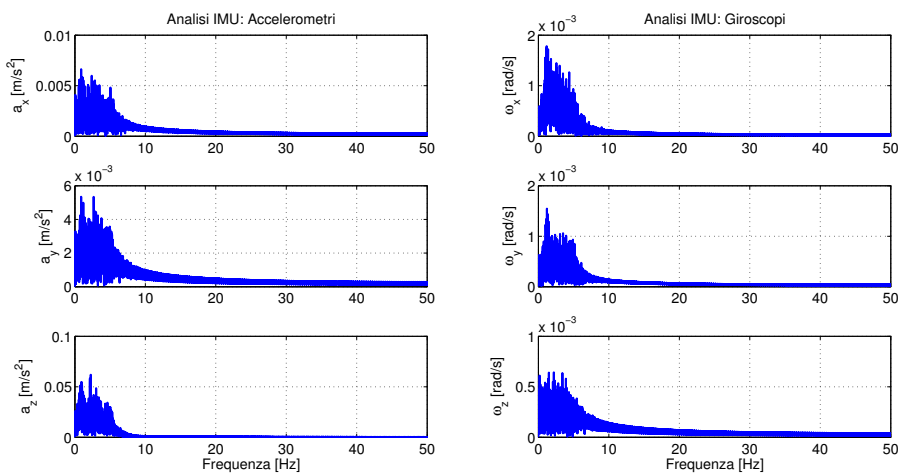 Analisi IMU: Accelerometri
0.01
0.005
0
a_x [m/s²]
0 10 20 30 40 50
x 10⁻³
6
4
2
0
a_y [m/s²]
0 10 20 30 40 50
0.1
0.05
0
a_z [m/s²]
0 10 20 30 40 50
Frequenza [Hz]
Analisi IMU: Giroscopi
x 10⁻³
2
1
0
ω_x [rad/s]
0 10 20 30 40 50
x 10⁻³
2
1
0
ω_y [rad/s]
0 10 20 30 40 50
x 10⁻³
1
0.5
0
ω_z [rad/s]
0 10 20 30 40 50
Frequenza [Hz]